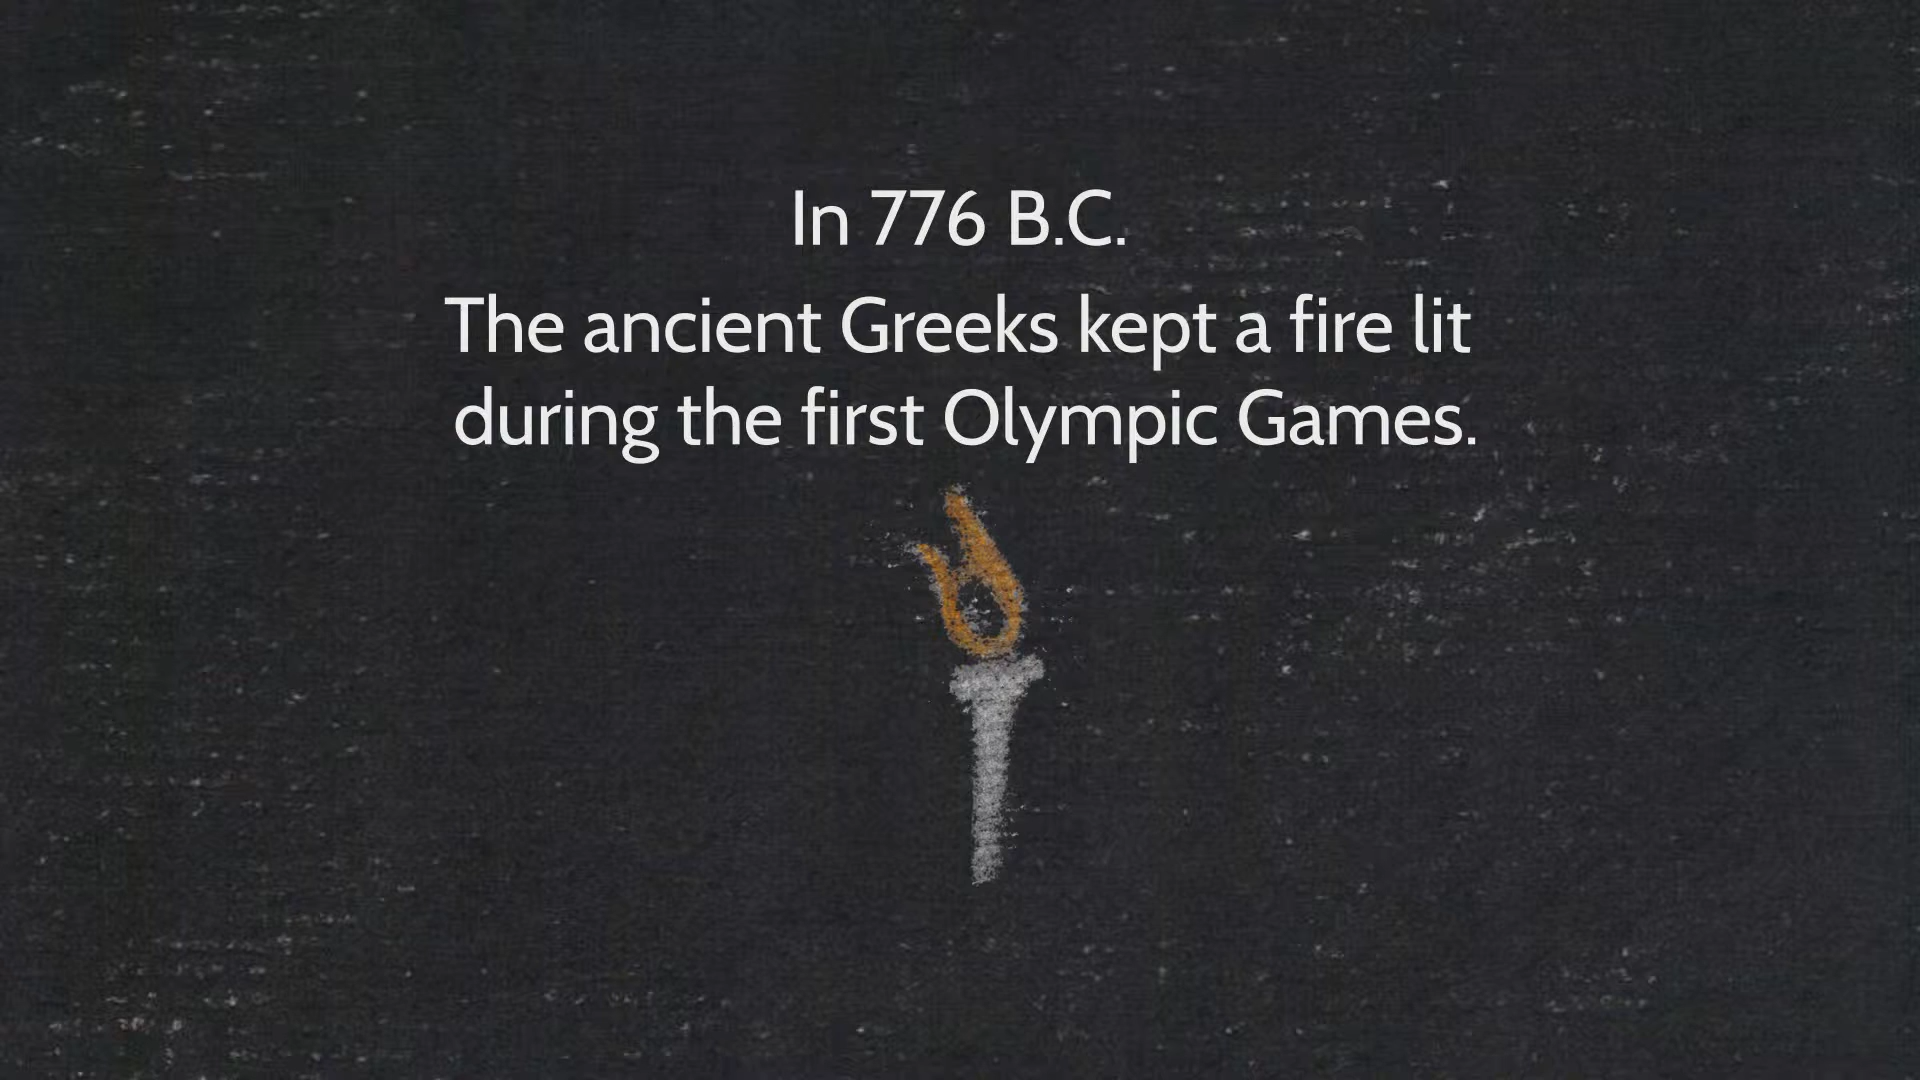 In 776 B.C.
The ancient Greeks kept a fire lit
during the first Olympic Games.